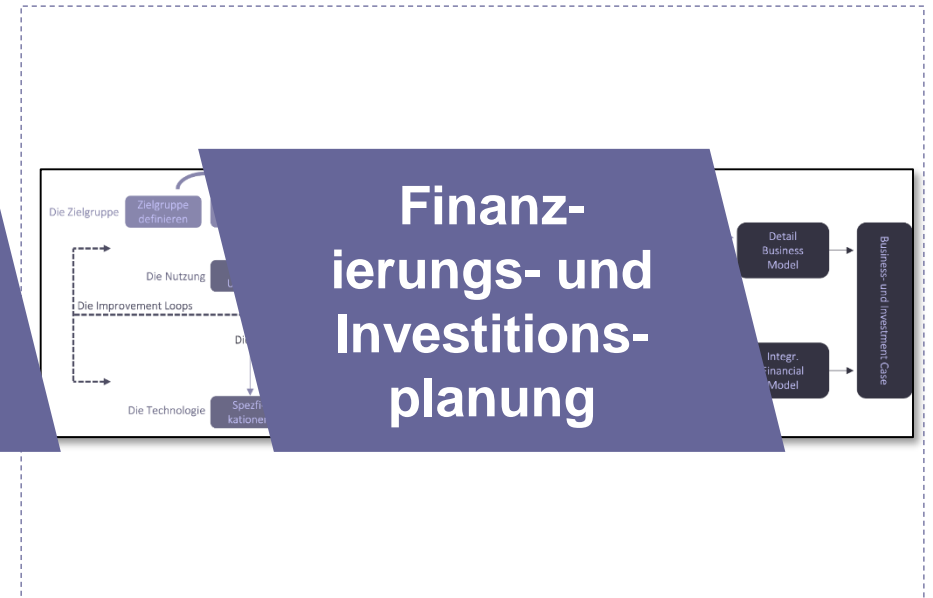 Finanz-
ierungs- und
Investitions-
planung
Die Zielgruppe
Zielgruppe
definieren
Die Nutzung
Die Improvement Loops
Die Technologie
Detail
Business
Model
Integr.
Financial
Model
Business- und Investment Case